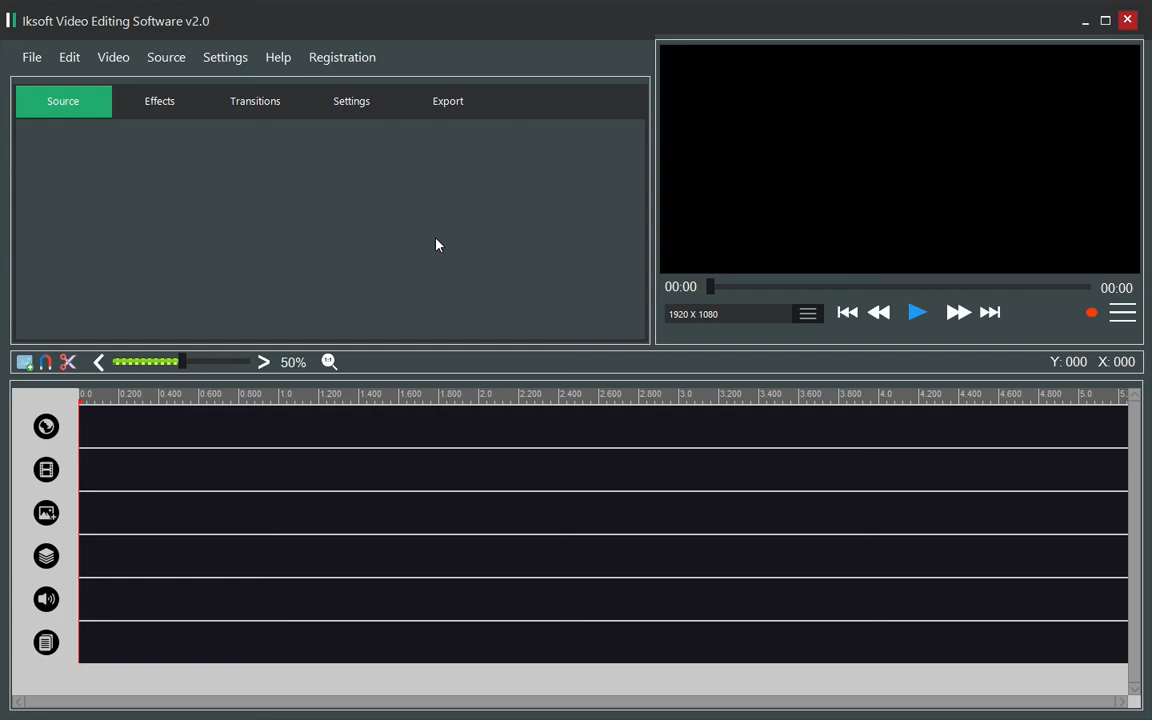 Iksoft Video Editing Software v2.0
File Edit Video Source Settings Help Registration
Source Effects Transitions Settings Export
00:00 00:00
1920 X 1080
50% 1:1 Y: 000 X: 000
0.0 0.200 0.400 0.600 0.800 1.0 1.200 1.400 1.600 1.800 2.0 2.200 2.400 2.600 2.800 3.0 3.200 3.400 3.600 3.800 4.0 4.200 4.400 4.600 4.800 5.0 5.